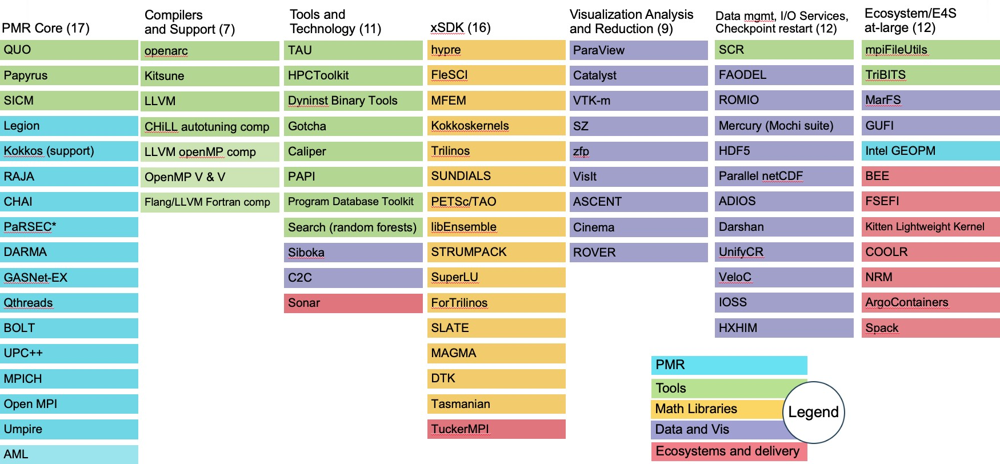 PMR Core (17)
QUO
Papyrus
SICM
Legion
Kokkos (support)
RAJA
CHAI
PaRSEC*
DARMA
GASNet-EX
Qthreads
BOLT
UPC++
MPICH
Open MPI
Umpire
AML
Compilers
and Support (7)
openarc
Kitsune
LLVM
CHiLL autotuning comp
LLVM openMP comp
OpenMP V & V
Flang/LLVM Fortran comp
Tools and
Technology (11)
TAU
HPCToolkit
Dyninst Binary Tools
Gotcha
Caliper
PAPI
Program Database Toolkit
Search (random forests)
Siboka
C2C
Sonar
xSDK (16)
hypre
FleSCI
MFEM
Kokkoskernels
Trilinos
SUNDIALS
PETSc/TAO
libEnsemble
STRUMPACK
SuperLU
ForTrilinos
SLATE
MAGMA
DTK
Tasmanian
TuckerMPI
Visualization Analysis
and Reduction (9)
ParaView
Catalyst
VTK-m
SZ
zfp
VisIt
ASCENT
Cinema
ROVER
Data mgmt, I/O Services,
Checkpoint restart (12)
SCR
FAODEL
ROMIO
Mercury (Mochi suite)
HDF5
Parallel netCDF
ADIOS
Darshan
UnifyCR
VeloC
IOSS
HXHIM
Ecosystem/E4S
at-large (12)
mpiFileUtils
TriBITS
MarFS
GUFI
Intel GEOPM
BEE
FSEFI
Kitten Lightweight Kernel
COOLR
NRM
ArgoContainers
Spack
PMR
Tools
Math Libraries
Data and Vis
Ecosystems and delivery
Legend